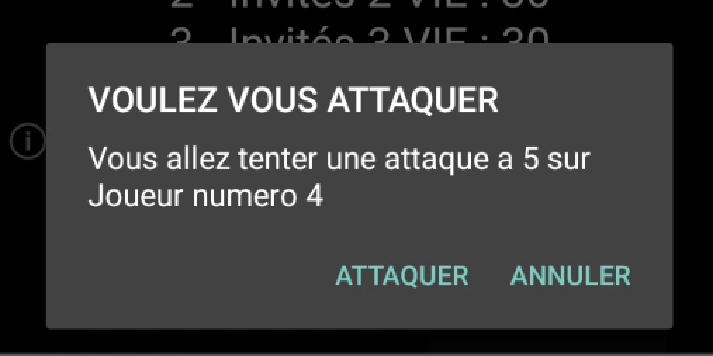 2 Invités 2 VIE : 30
3 Invités 3 VIE : 30
VOULEZ VOUS ATTAQUER
Vous allez tenter une attaque a 5 sur
Joueur numero 4
ATTAQUER ANNULER